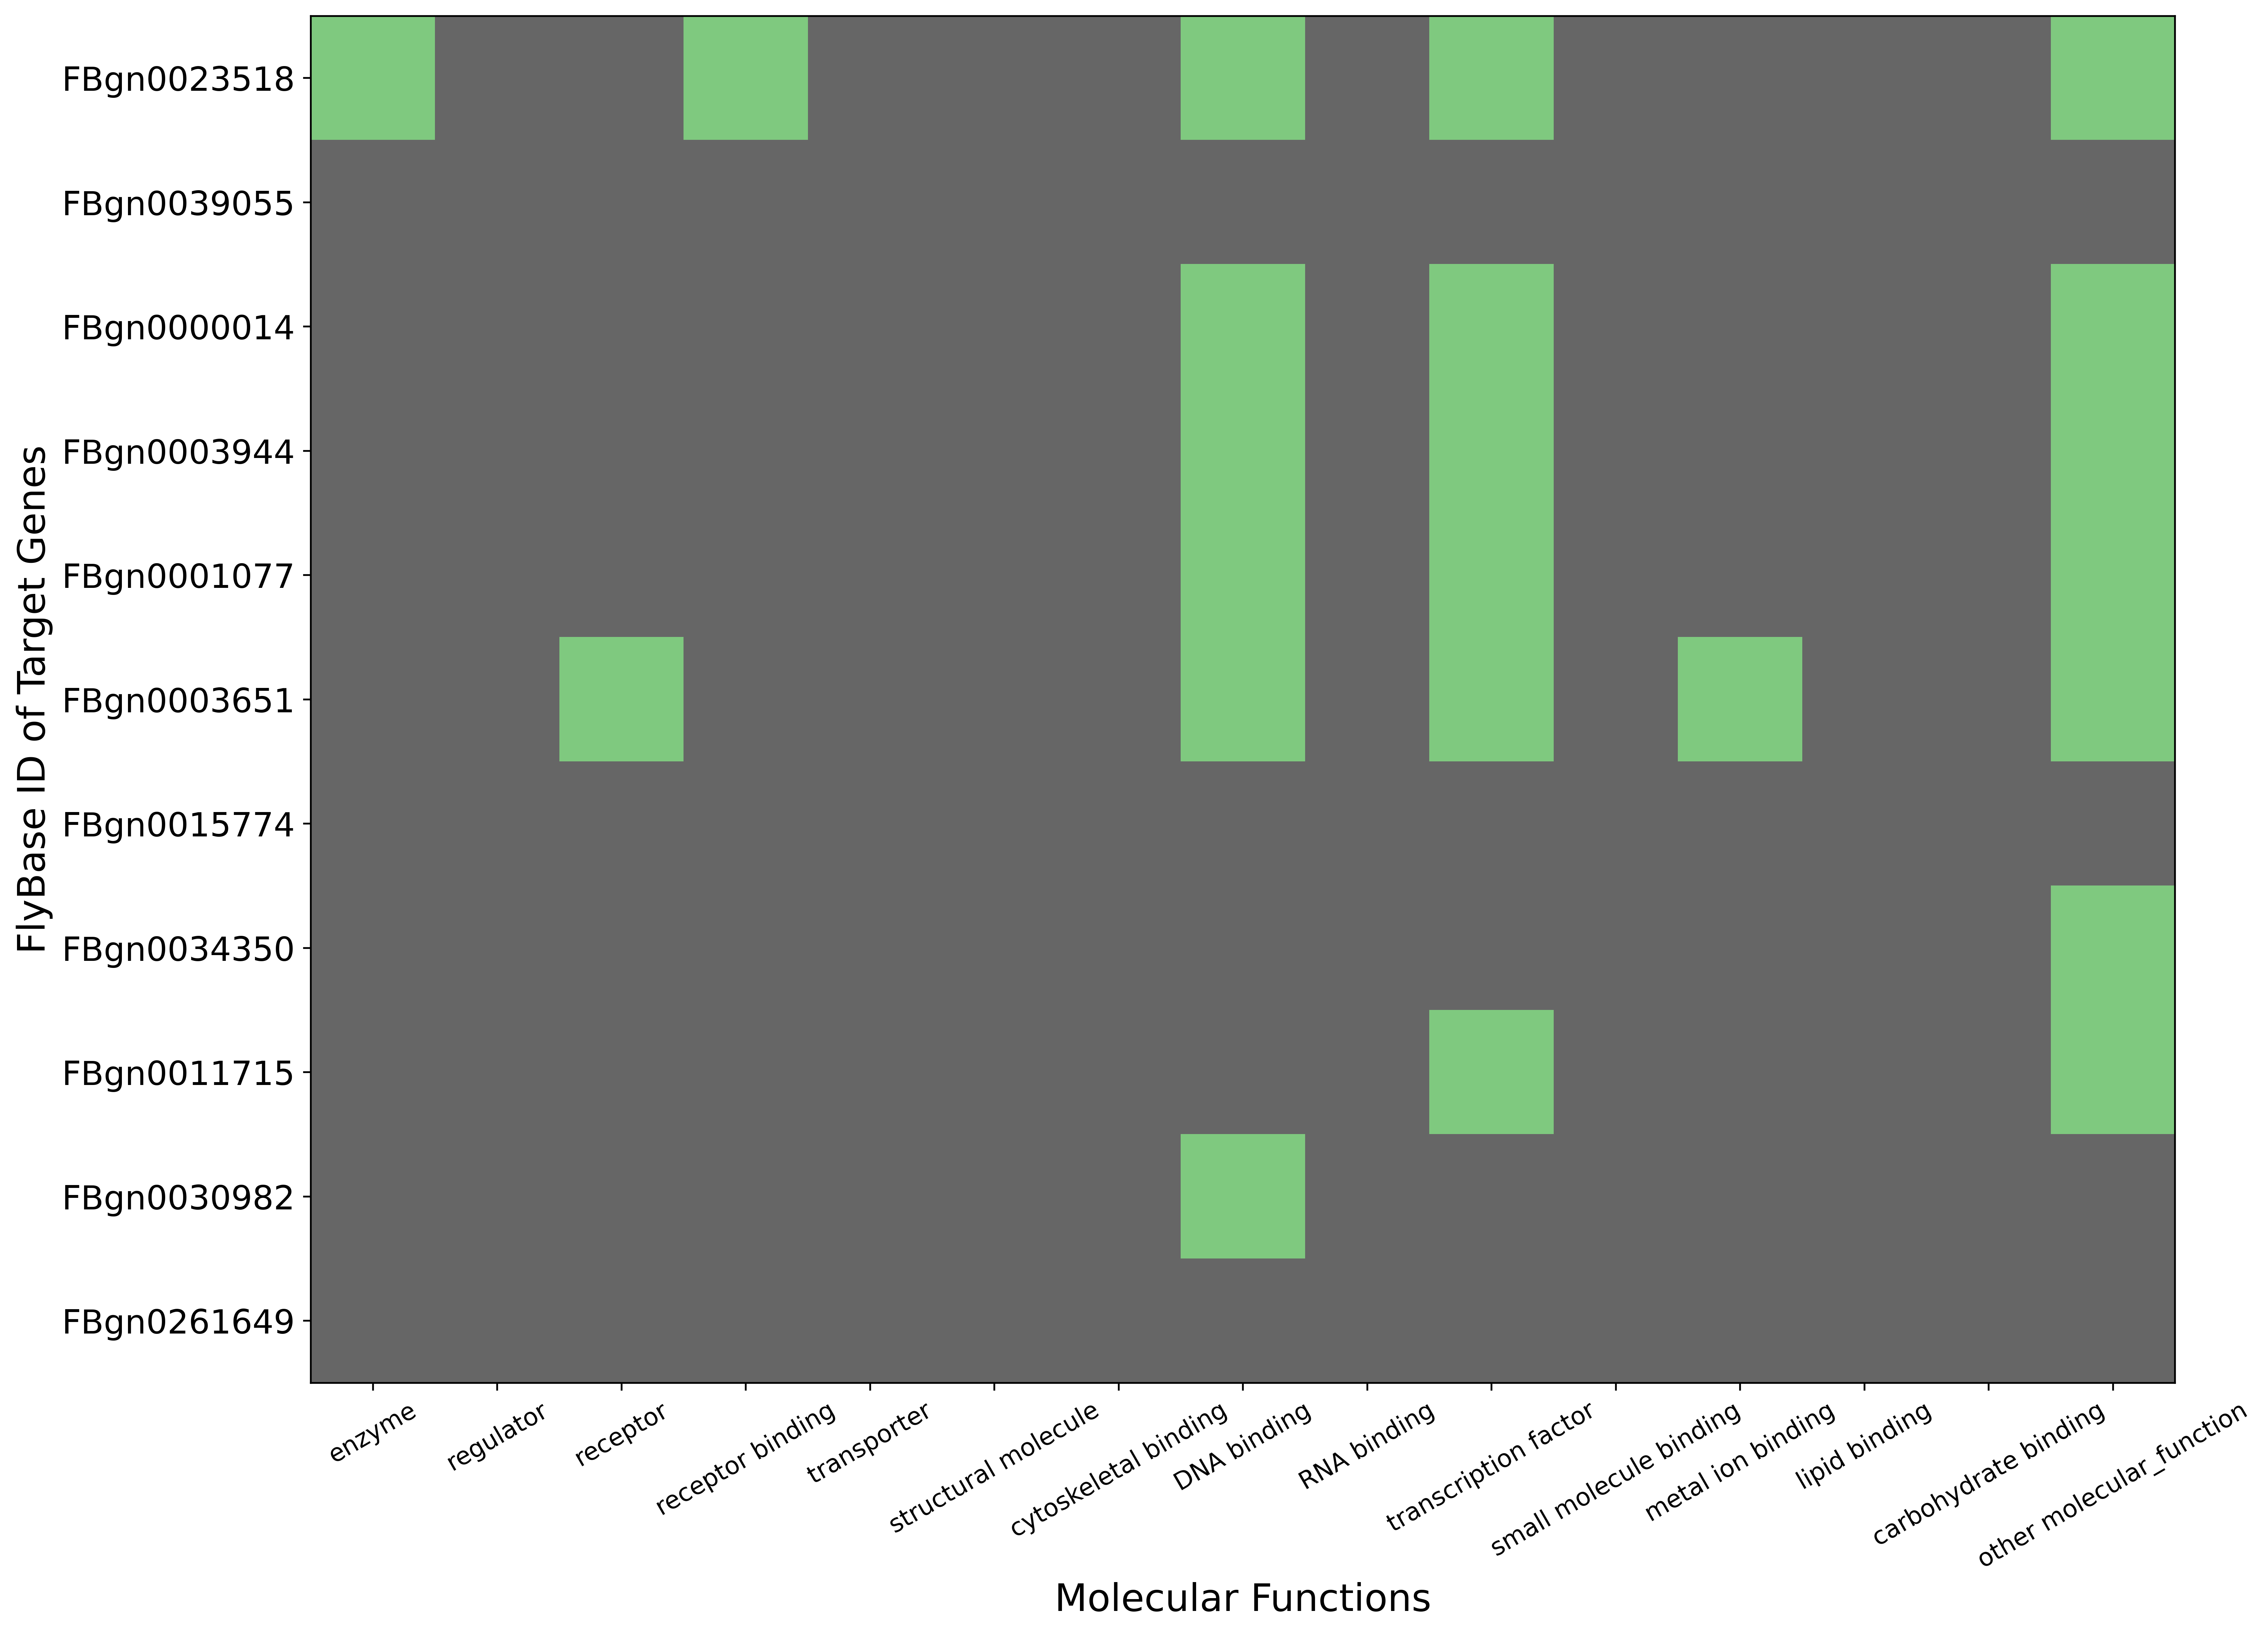 FlyBase ID of Target Genes
FBgn0023518
FBgn0039055
FBgn0000014
FBgn0003944
FBgn0001077
FBgn0003651
FBgn0015774
FBgn0034350
FBgn0011715
FBgn0030982
FBgn0261649
enzyme
regulator
receptor
receptor binding
transporter
structural molecule
cytoskeletal binding
DNA binding
RNA binding
transcription factor
small molecule binding
metal ion binding
lipid binding
carbohydrate binding
other molecular_function
Molecular Functions